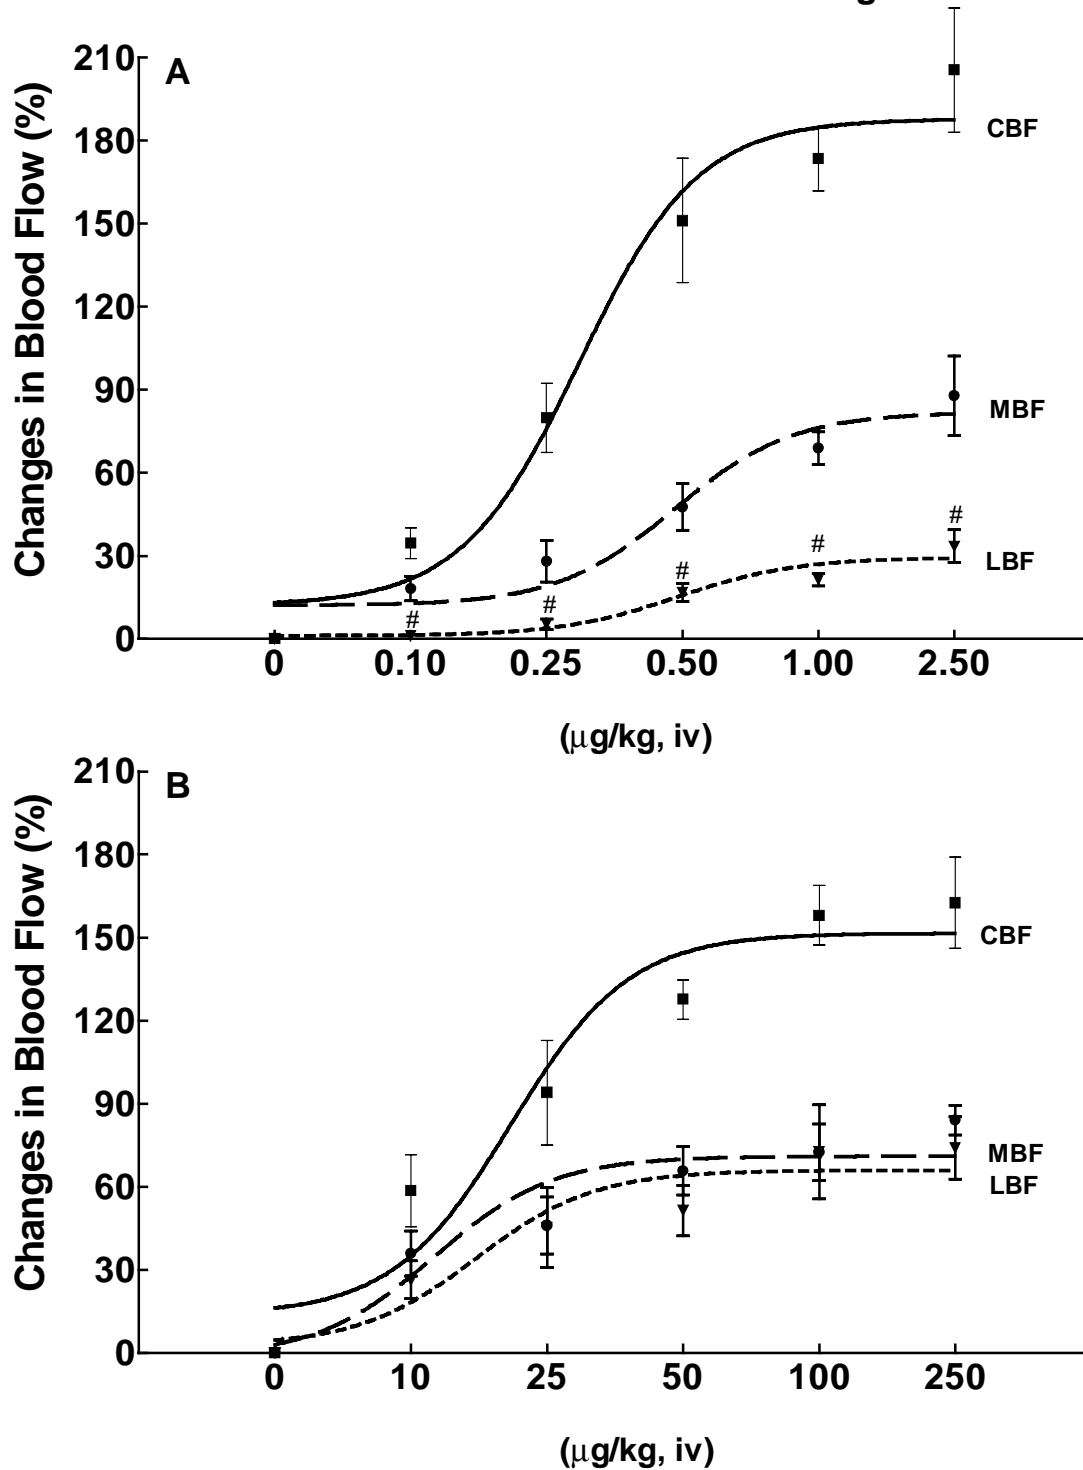 g
A
Changes in Blood Flow (%)
210
180
150
120
90
60
30
0
CBF
MBF
LBF
# # # # #
0 0.10 0.25 0.50 1.00 2.50
(μg/kg, iv)
B
Changes in Blood Flow (%)
210
180
150
120
90
60
30
0
CBF
MBF
LBF
0 10 25 50 100 250
(μg/kg, iv)